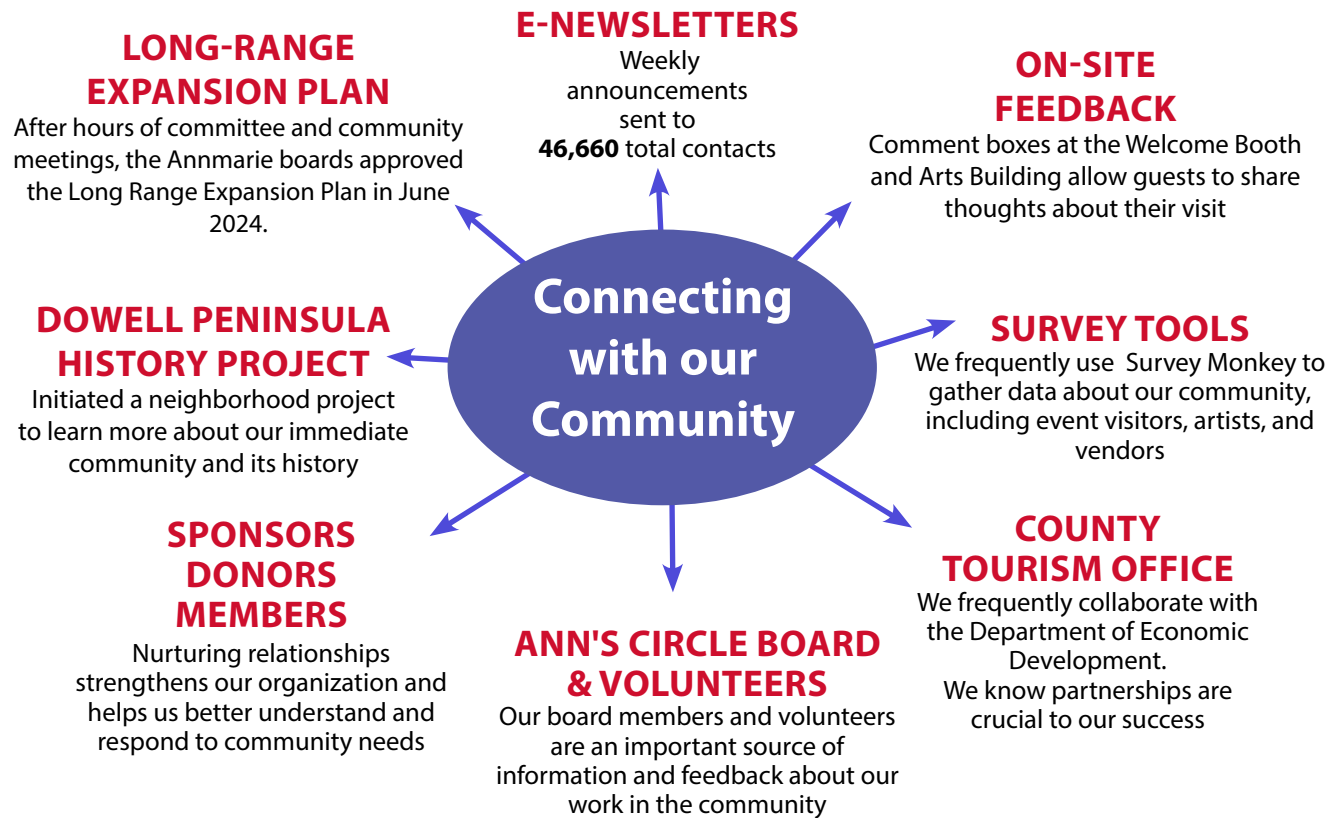 E-NEWSLETTERS
Weekly
announcements
sent to
46,660 total contacts
LONG-RANGE
EXPANSION PLAN
After hours of committee and community
meetings, the Annmarie boards approved
the Long Range Expansion Plan in June
2024.
ON-SITE
FEEDBACK
Comment boxes at the Welcome Booth
and Arts Building allow guests to share
thoughts about their visit
Connecting
with our
Community
DOWELL PENINSULA
HISTORY PROJECT
Initiated a neighborhood project
to learn more about our immediate
community and its history
SURVEY TOOLS
We frequently use  Survey Monkey to
gather data about our community,
including event visitors, artists, and
vendors
SPONSORS
DONORS
MEMBERS
Nurturing relationships
strengthens our organization and
helps us better understand and
respond to community needs
ANN'S CIRCLE BOARD
& VOLUNTEERS
Our board members and volunteers
are an important source of
information and feedback about our
work in the community
COUNTY
TOURISM OFFICE
We frequently collaborate with
the Department of Economic
Development.
We know partnerships are
crucial to our success